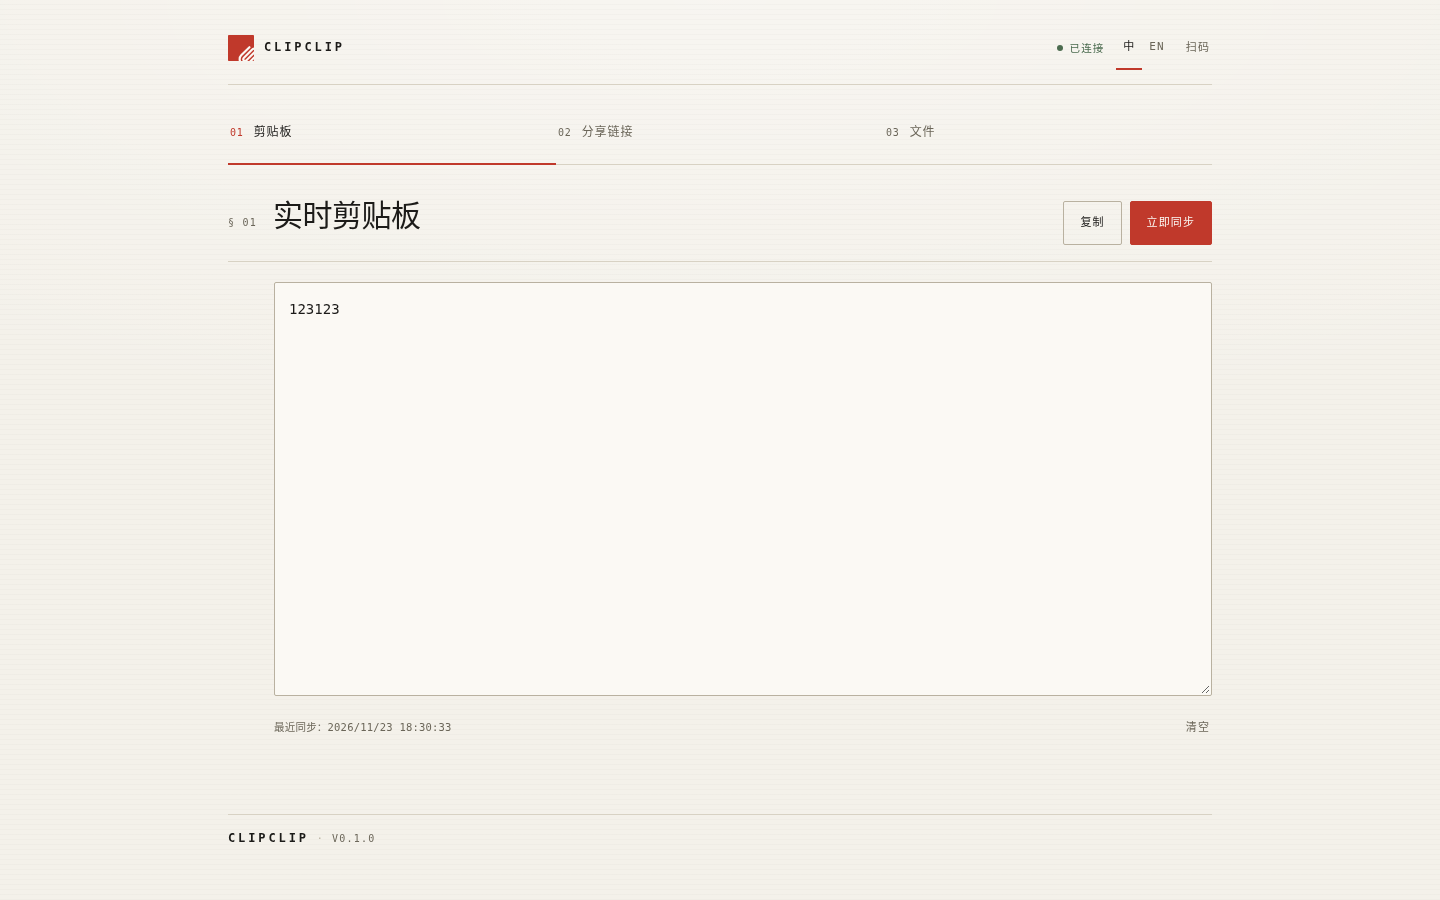 CLIPCLIP
已连接 中 EN 扫码
01 剪贴板
02 分享链接
03 文件
§ 01 实时剪贴板
复制 立即同步
123123
最近同步：2026/11/23 18:30:33
清空
CLIPCLIP · V0.1.0